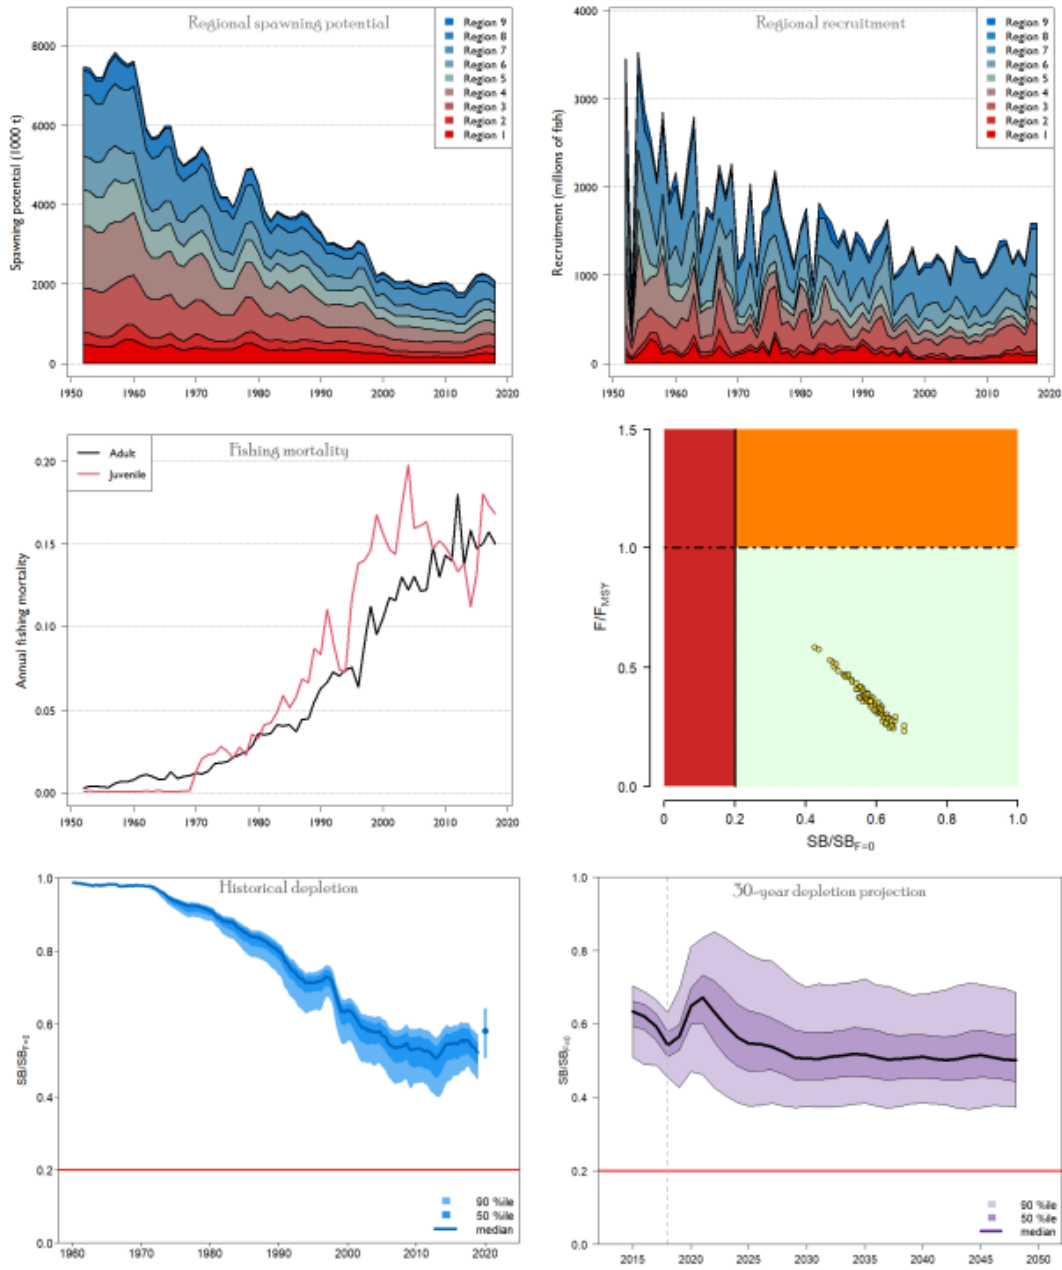 Regional spawning potential
Region 9
Region 8
Region 7
Region 6
Region 5
Region 4
Region 3
Region 2
Region 1
Spawning potential (1000 t)
8000
6000
4000
2000
0
1950 1960 1970 1980 1990 2000 2010 2020
Regional recruitment
Region 9
Region 8
Region 7
Region 6
Region 5
Region 4
Region 3
Region 2
Region 1
Recruitment (millions of fish)
4000
3000
2000
1000
0
1950 1960 1970 1980 1990 2000 2010 2020
Fishing mortality
Adult
Juvenile
Annual fishing mortality
0.20
0.15
0.10
0.05
0.00
1950 1960 1970 1980 1990 2000 2010 2020
F/FMSY
1.5
1.0
0.5
0.0
0 0.2 0.4 0.6 0.8 1.0
SB/SBF=0
Historical depletion
SB/SBF=0
1.0
0.8
0.6
0.4
0.2
0.0
90 %ile
50 %ile
median
1960 1970 1980 1990 2000 2010 2020
30-year depletion projection
SB/SBF=0
1.0
0.8
0.6
0.4
0.2
0.0
90 %ile
50 %ile
median
2015 2020 2025 2030 2035 2040 2045 2050